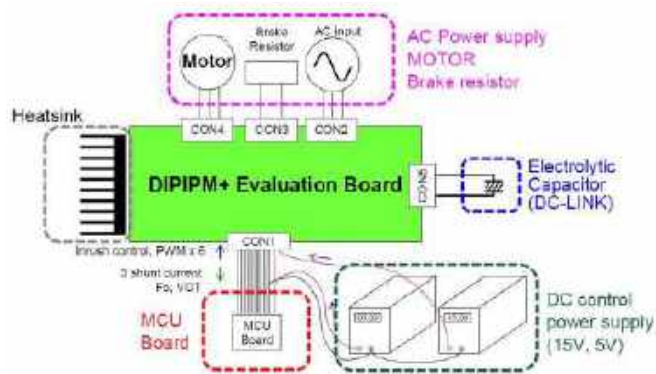 Motor
Brake
Resistor
AC Input
AC Power supply
MOTOR
Brake resistor
Heatsink
CON4
CON3
CON2
DIPIPM+ Evaluation Board
CON5
Electrolytic
Capacitor
(DC-LINK)
CON1
Inrush control, PWM x 6
3 shunt current
Fo, VOT
MCU
Board
MCU
Board
DC control
power supply
(15V, 5V)